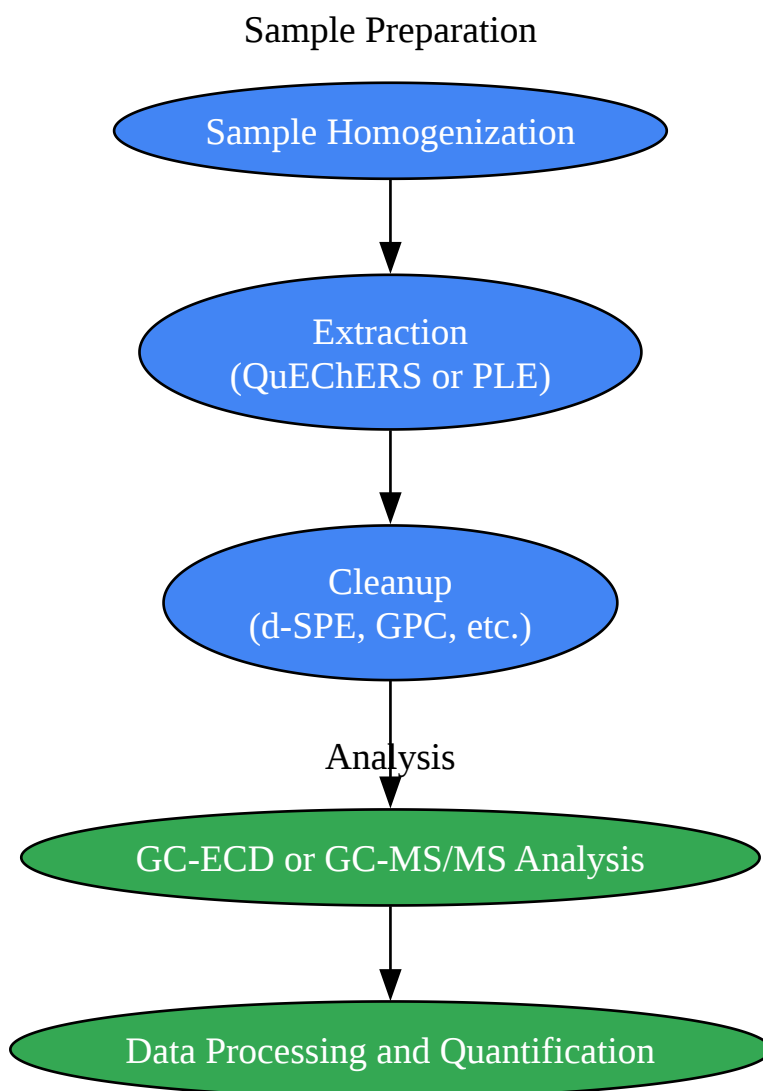 Sample Preparation
Sample Homogenization
Extraction
(QuEChERS or PLE)
Cleanup
(d-SPE, GPC, etc.)
Analysis
GC-ECD or GC-MS/MS Analysis
Data Processing and Quantification